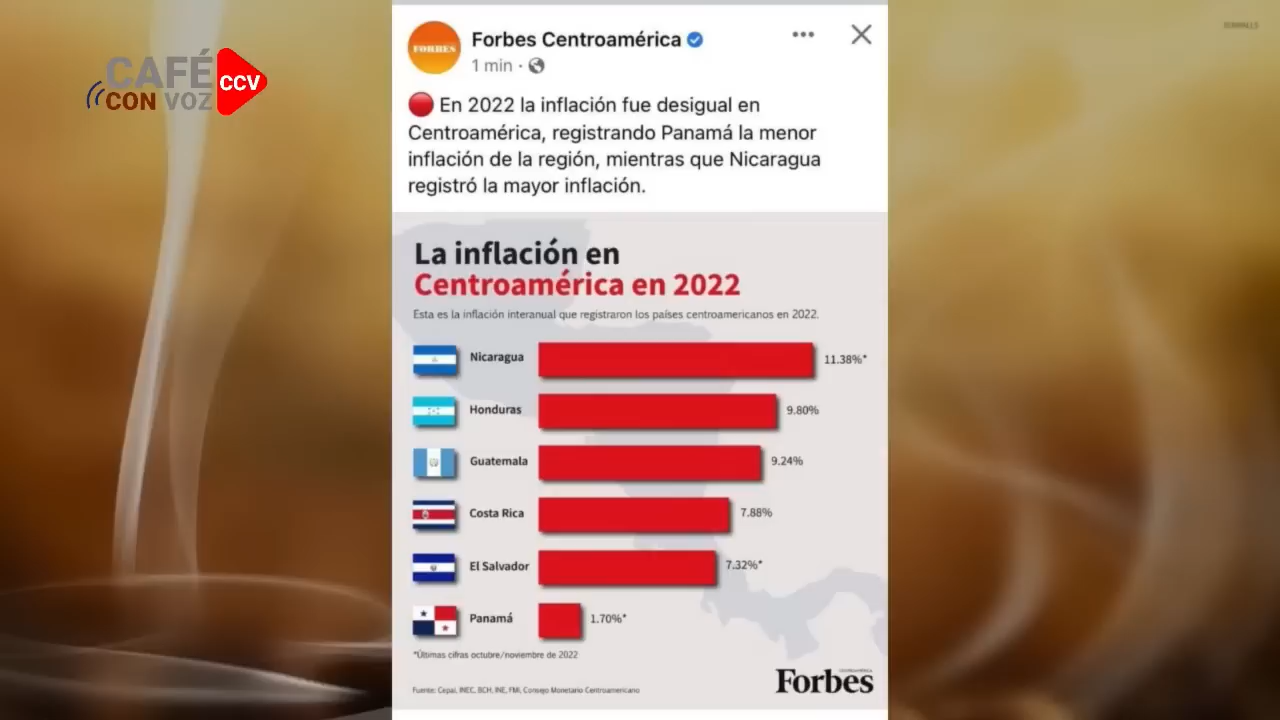 CAFÉ
CON VOZ
CCV
FORBES
Forbes Centroamérica
1 min ·
En 2022 la inflación fue desigual en
Centroamérica, registrando Panamá la menor
inflación de la región, mientras que Nicaragua
registró la mayor inflación.
La inflación en
Centroamérica en 2022
Esta es la inflación interanual que registraron los países centroamericanos en 2022.
Nicaragua 11.38%*
Honduras 9.80%
Guatemala 9.24%
Costa Rica 7.88%
El Salvador 7.32%*
Panamá 1.70%*
*Últimas cifras octubre/noviembre de 2022
Fuente: Cepal, INEC, BCH, INE, FMI, Consejo Monetario Centroamericano
CENTROAMÉRICA
Forbes